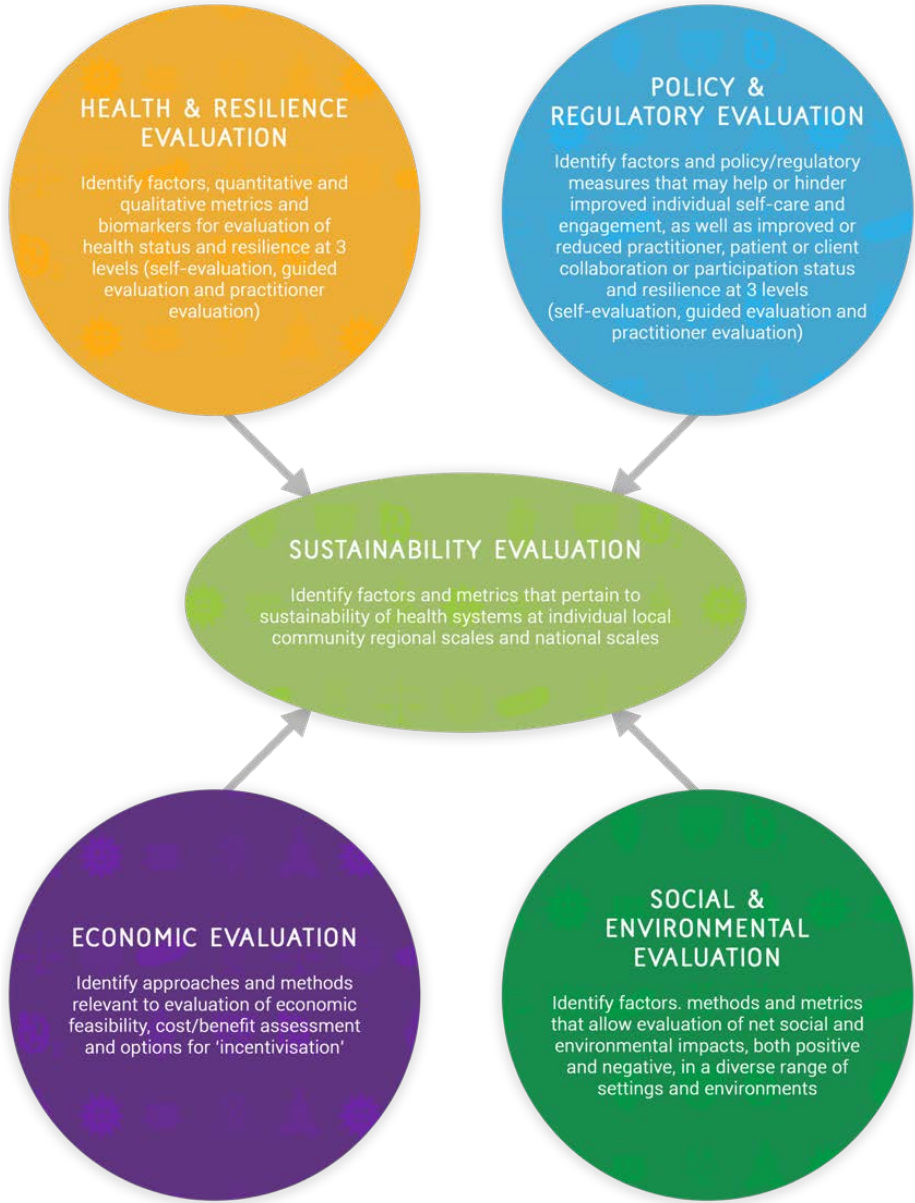 HEALTH & RESILIENCE
EVALUATION
Identify factors, quantitative and
qualitative metrics and
biomarkers for evaluation of
health status and resilience at 3
levels (self-evaluation, guided
evaluation and practitioner
evaluation)
POLICY &
REGULATORY EVALUATION
Identify factors and policy/regulatory
measures that may help or hinder
improved individual self-care and
engagement, as well as improved or
reduced practitioner, patient or client
collaboration or participation status
and resilience at 3 levels
(self-evaluation, guided evaluation and
practitioner evaluation)
SUSTAINABILITY EVALUATION
Identify factors and metrics that pertain to
sustainability of health systems at individual local
community regional scales and national scales
ECONOMIC EVALUATION
Identify approaches and methods
relevant to evaluation of economic
feasibility, cost/benefit assessment
and options for 'incentivisation'
SOCIAL &
ENVIRONMENTAL
EVALUATION
Identify factors. methods and metrics
that allow evaluation of net social and
environmental impacts, both positive
and negative, in a diverse range of
settings and environments